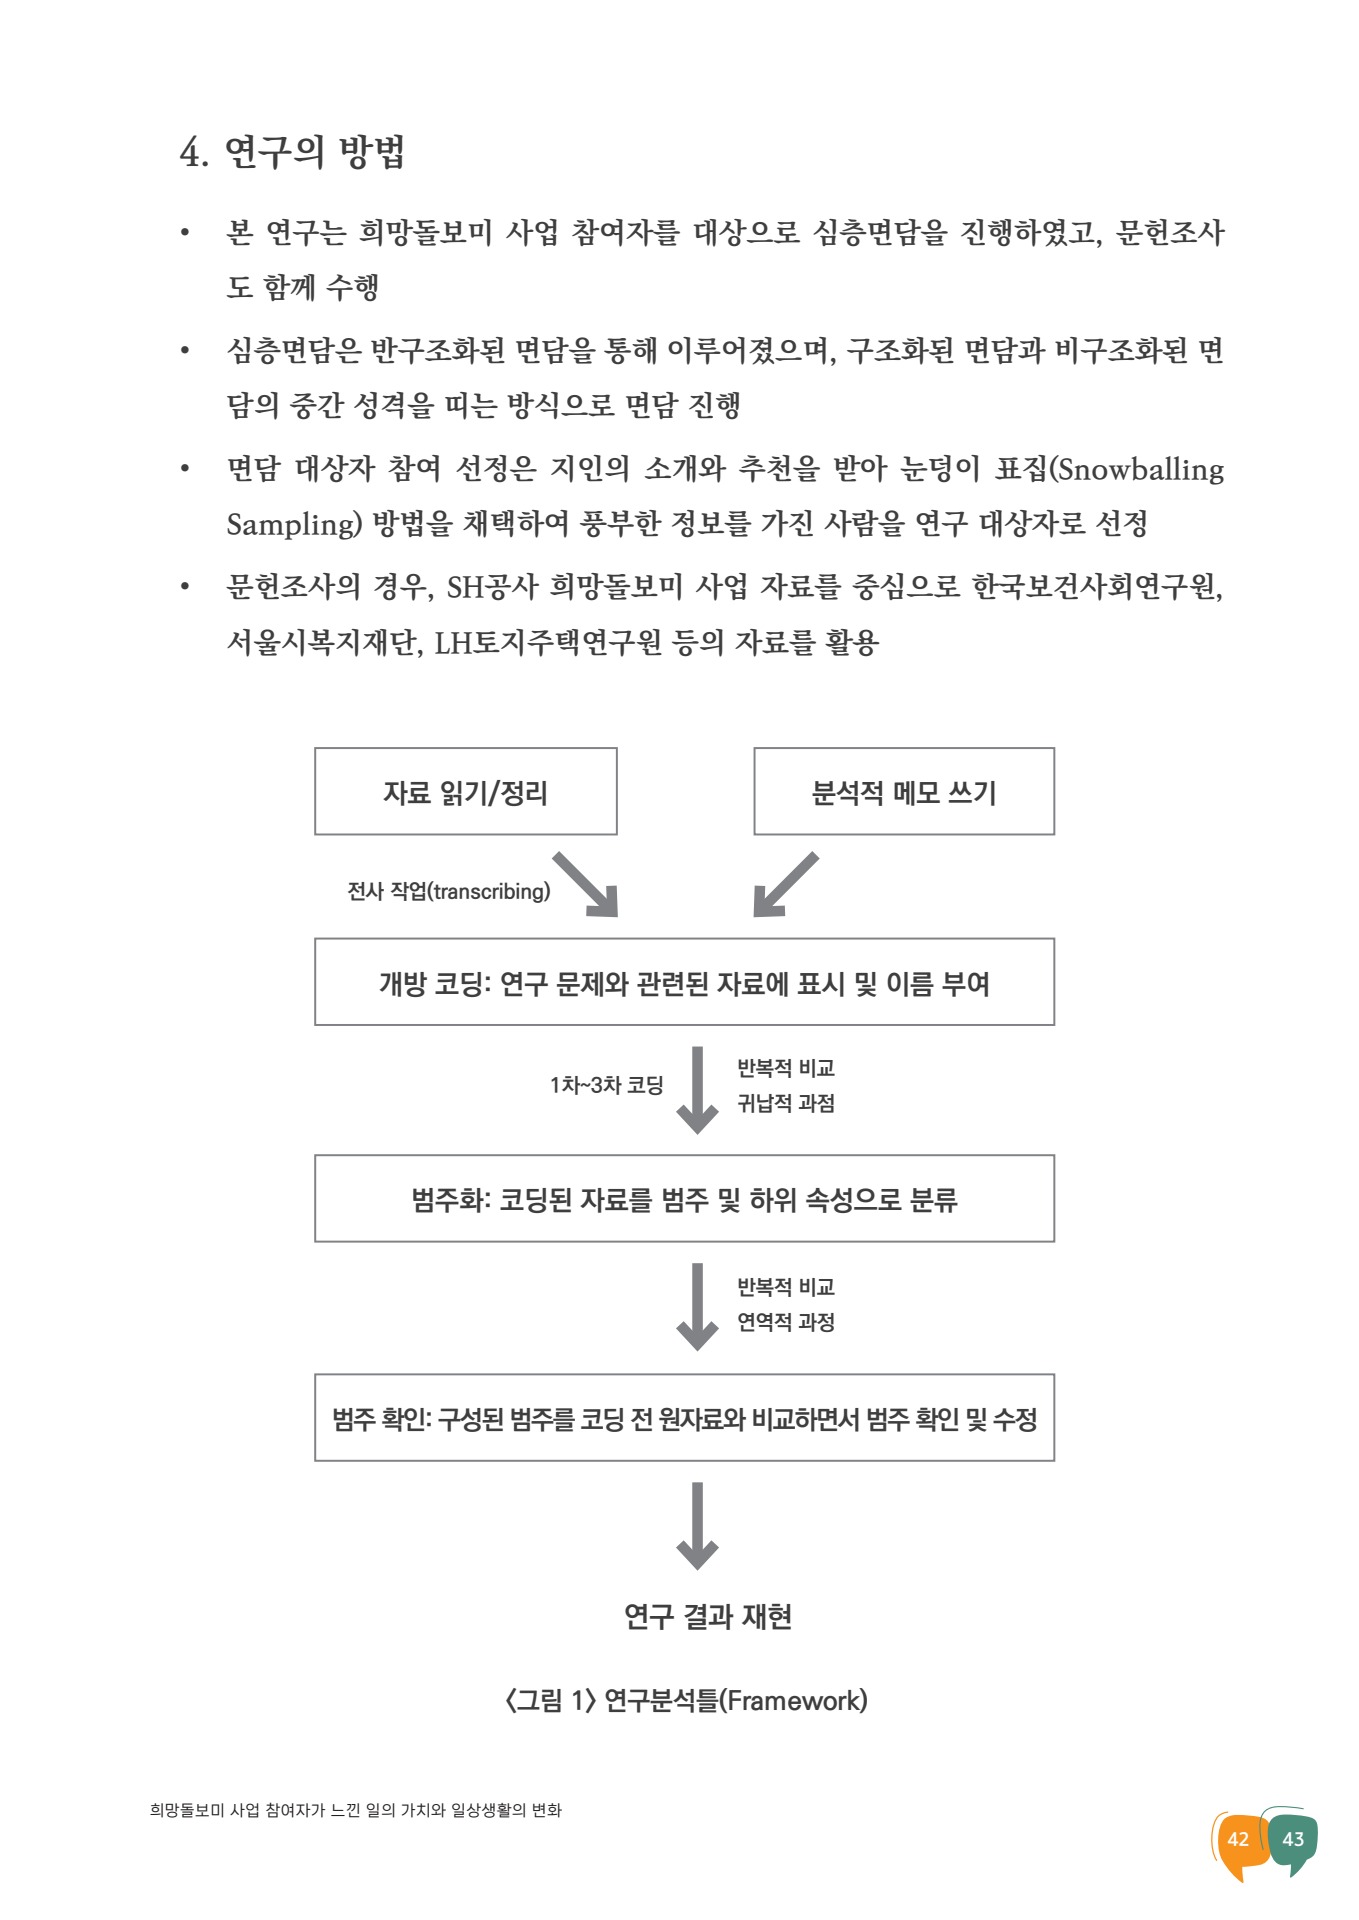 4. 연구의 방법
• 본 연구는 희망돌보미 사업 참여자를 대상으로 심층면담을 진행하였고, 문헌조사
도 함께 수행
• 심층면담은 반구조화된 면담을 통해 이루어졌으며, 구조화된 면담과 비구조화된 면
담의 중간 성격을 띠는 방식으로 면담 진행
• 면담 대상자 참여 선정은 지인의 소개와 추천을 받아 눈덩이 표집(Snowballing
Sampling) 방법을 채택하여 풍부한 정보를 가진 사람을 연구 대상자로 선정
• 문헌조사의 경우, SH공사 희망돌보미 사업 자료를 중심으로 한국보건사회연구원,
서울시복지재단, LH토지주택연구원 등의 자료를 활용
자료 읽기/정리
분석적 메모 쓰기
전사 작업(transcribing)
개방 코딩: 연구 문제와 관련된 자료에 표시 및 이름 부여
1차~3차 코딩
반복적 비교
귀납적 과점
범주화: 코딩된 자료를 범주 및 하위 속성으로 분류
반복적 비교
연역적 과정
범주 확인: 구성된 범주를 코딩 전 원자료와 비교하면서 범주 확인 및 수정
연구 결과 재현
〈그림 1〉 연구분석틀(Framework)
희망돌보미 사업 참여자가 느낀 일의 가치와 일상생활의 변화
42 43